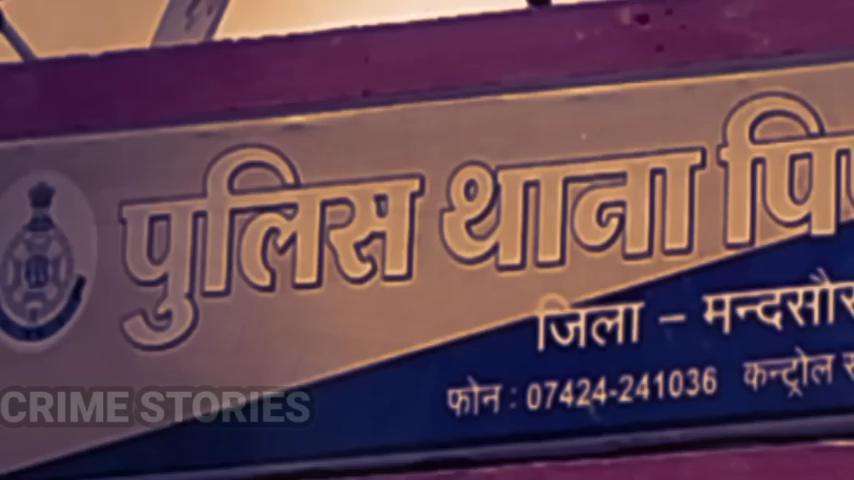 पुलिस थाना
जिला - मन्दसौर
फोन : 07424-241036 कन्ट्रोल
CRIME STORIES